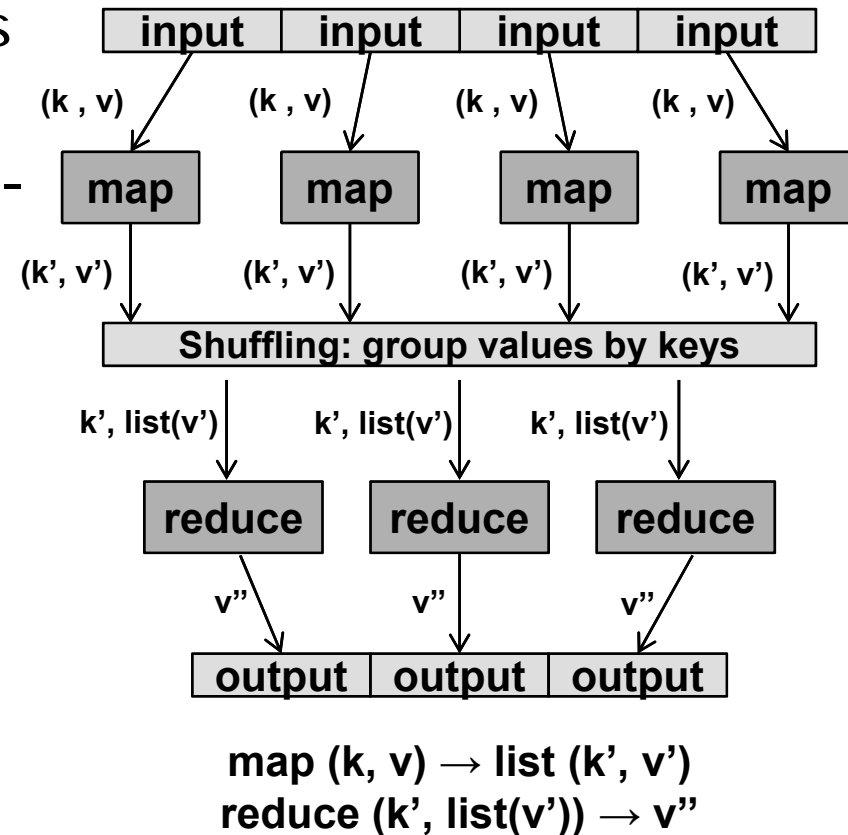 s
input input input input
(k , v) (k , v) (k , v) (k , v)
-
map map map map
(k’, v’) (k’, v’) (k’, v’) (k’, v’)
Shuffling: group values by keys
k’, list(v’) k’, list(v’) k’, list(v’)
reduce reduce reduce
v” v” v”
output output output
map (k, v) → list (k’, v’)
reduce (k’, list(v’)) → v”